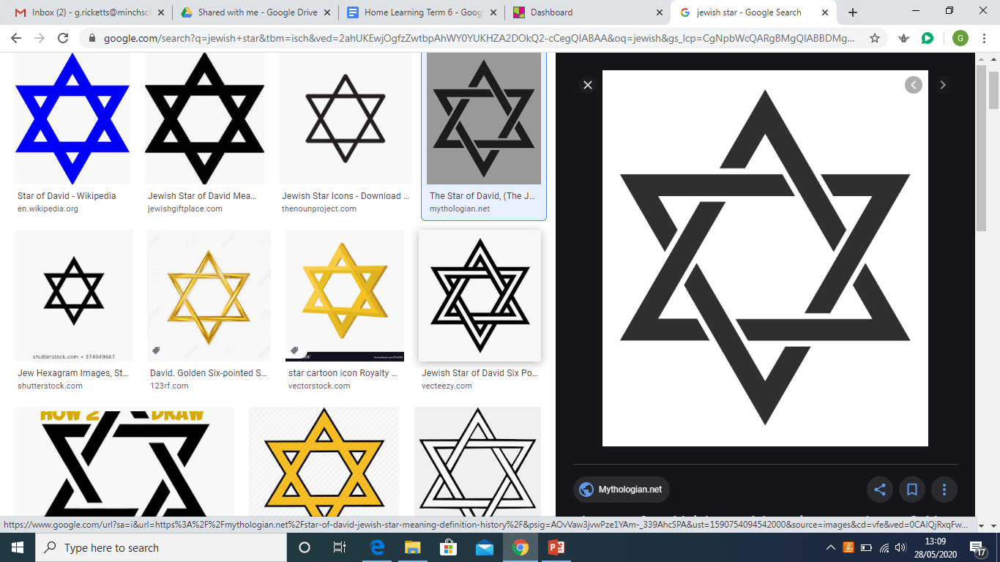 Inbox (2) - g.ricketts@minchsc
Shared with me - Google Drive
Home Learning Term 6 - Goog
Dashboard
jewish star - Google Search
google.com/search?q=jewish+star&tbm=isch&ved=2ahUKEwjOgfzZwtbpAhWY0YUKHZA2DOkQ2-cCegQIABAA&oq=jewish&gs_lcp=CgNpbWcQARgBMgQIABBDMg...
G
Star of David - Wikipedia
en.wikipedia.org
Jewish Star of David Mea...
jewishgiftplace.com
Jewish Star Icons - Download ...
thenounproject.com
The Star of David, (The J...
mythologian.net
shutterstock.com • 374949667
Jew Hexagram Images, St...
shutterstock.com
David. Golden Six-pointed S...
123rf.com
star cartoon icon Royalty ...
vectorstock.com
Jewish Star of David Six Po...
vecteezy.com
HOW 2 DRAW
Mythologian.net
https://www.google.com/url?sa=i&url=https%3A%2F%2Fmythologian.net%2Fstar-of-david-jewish-star-meaning-definition-history%2F&psig=AOvVaw3jvwPze1YAm-_339AhcSPA&ust=1590754094542000&source=images&cd=vfe&ved=0CAIQjRxqFw...
Type here to search
13:09
28/05/2020
17